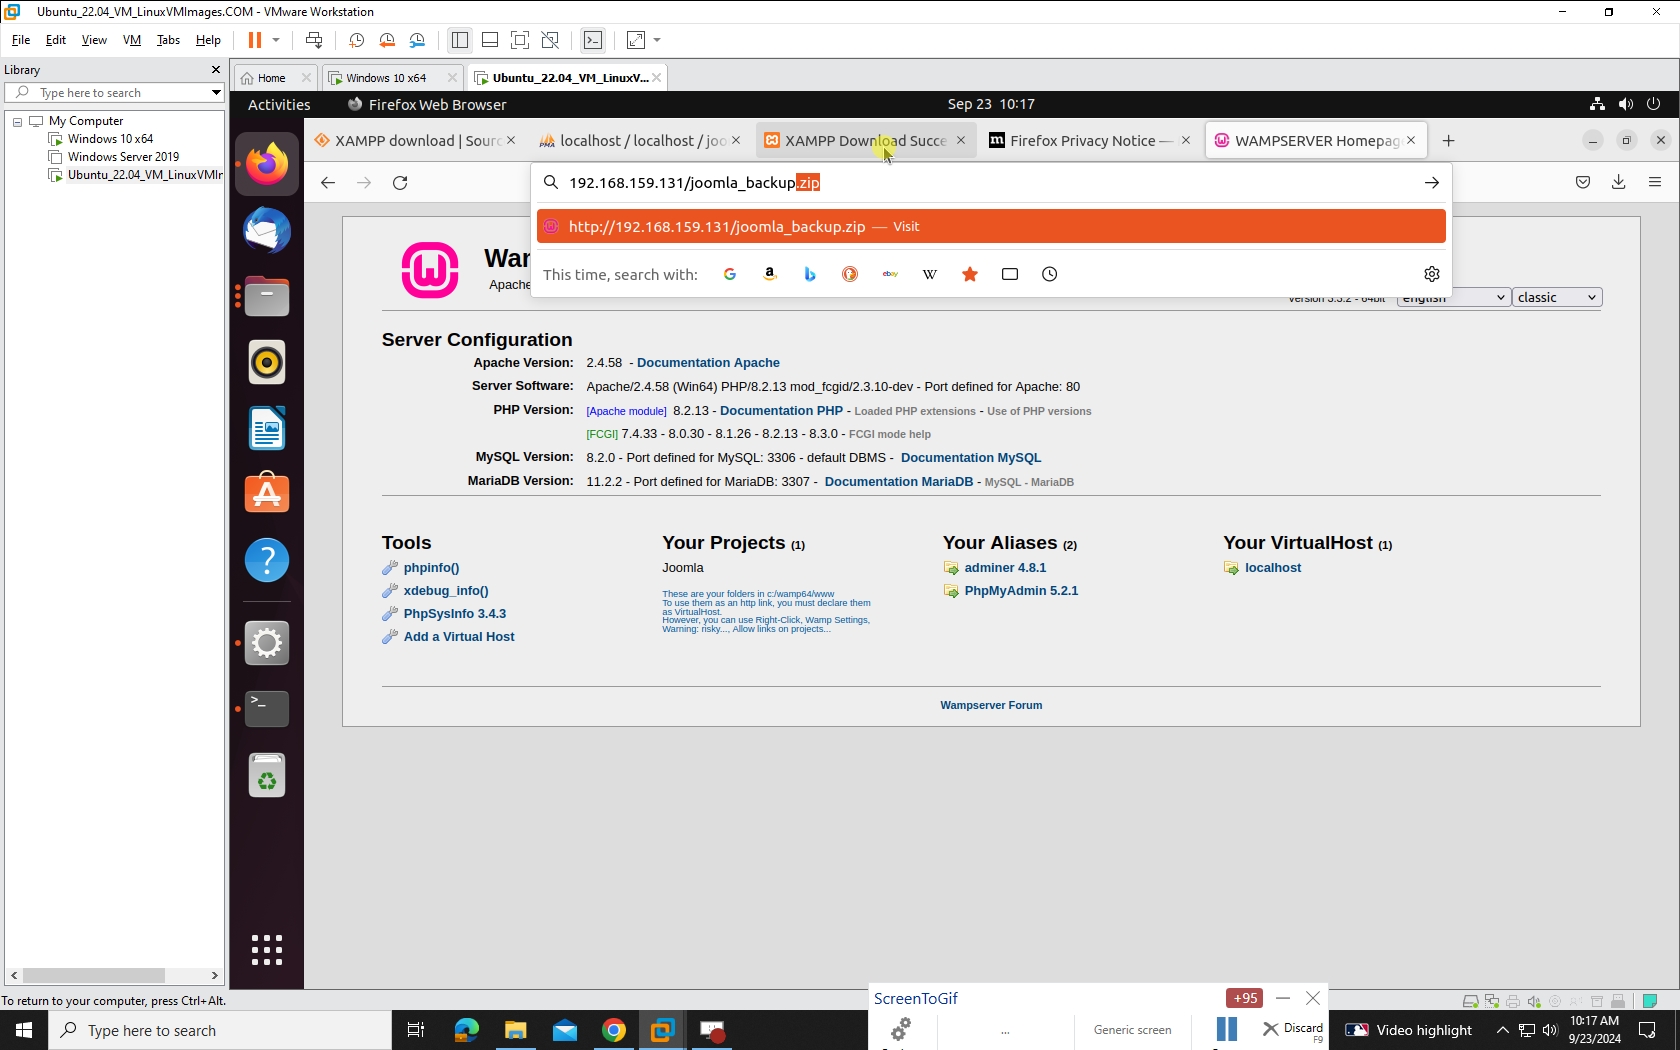 Ubuntu_22.04_VM_LinuxVMImages.COM - VMware Workstation
File Edit View VM Tabs Help
Library
Type here to search
My Computer
Windows 10 x64
Windows Server 2019
Ubuntu_22.04_VM_LinuxVMIr
Home
Windows 10 x64
Ubuntu_22.04_VM_LinuxV...
Activities
Firefox Web Browser
Sep 23 10:17
XAMPP download | Sourc
localhost / localhost / joo
XAMPP Download Succe
Firefox Privacy Notice —
WAMPSERVER Homepag
192.168.159.131/joomla_backup.zip
http://192.168.159.131/joomla_backup.zip — Visit
This time, search with:
War
Apache
Version 3.3.2 - 64bit
english
classic
Server Configuration
Apache Version: 2.4.58 - Documentation Apache
Server Software: Apache/2.4.58 (Win64) PHP/8.2.13 mod_fcgid/2.3.10-dev - Port defined for Apache: 80
PHP Version: [Apache module] 8.2.13 - Documentation PHP - Loaded PHP extensions - Use of PHP versions
[FCGI] 7.4.33 - 8.0.30 - 8.1.26 - 8.2.13 - 8.3.0 - FCGI mode help
MySQL Version: 8.2.0 - Port defined for MySQL: 3306 - default DBMS - Documentation MySQL
MariaDB Version: 11.2.2 - Port defined for MariaDB: 3307 - Documentation MariaDB - MySQL - MariaDB
Tools
phpinfo()
xdebug_info()
PhpSysInfo 3.4.3
Add a Virtual Host
Your Projects (1)
Joomla
These are your folders in c:/wamp64/www
To use them as an http link, you must declare them
as VirtualHost.
However, you can use Right-Click, Wamp Settings,
Warning: risky..., Allow links on projects...
Your Aliases (2)
adminer 4.8.1
PhpMyAdmin 5.2.1
Your VirtualHost (1)
localhost
Wampserver Forum
To return to your computer, press Ctrl+Alt.
ScreenToGif
+95
...
Generic screen
Discard
F9
Type here to search
Video highlight
10:17 AM
9/23/2024